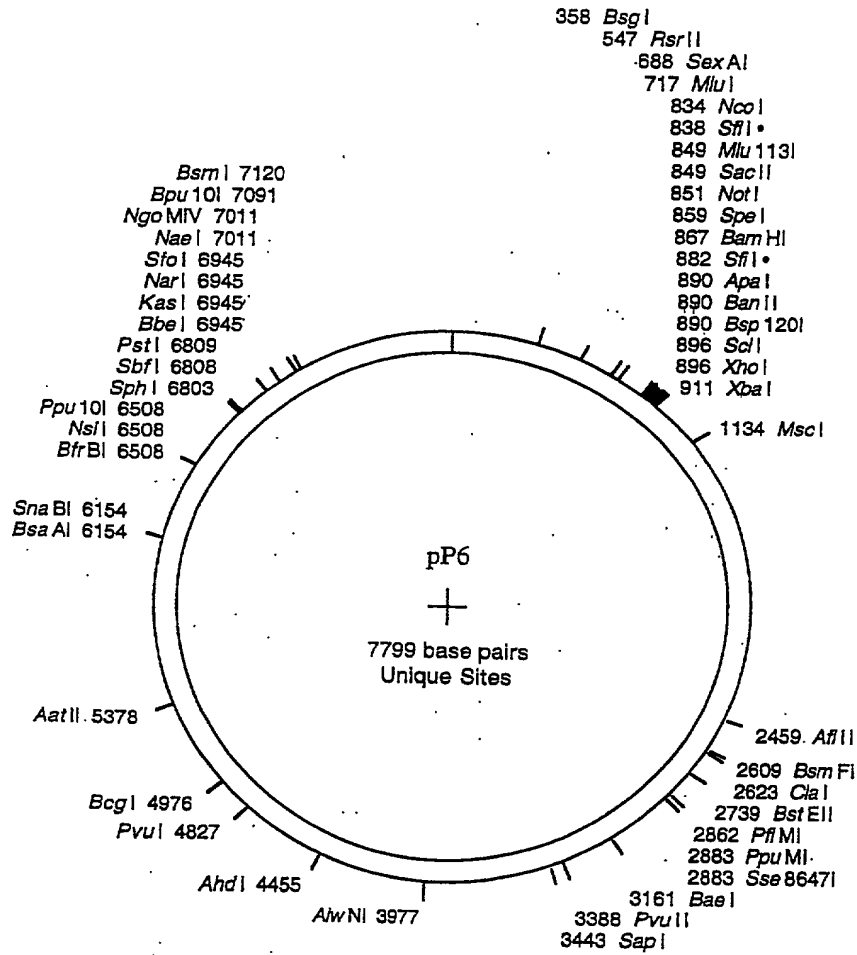 358 BsgI
547 RsrII
688 SexAI
717 MluI
834 NcoI
838 SfiI •
849 Mlu113I
849 SacII
851 NotI
859 SpeI
867 BamHI
882 SfiI •
890 ApaI
890 BanII
890 Bsp120I
896 SciI
896 XhoI
911 XbaI
1134 MscI
BsmI 7120
Bpu10I 7091
NgoMIV 7011
NaeI 7011
SfoI 6945
NarI 6945
KasI 6945
BbeI 6945
PstI 6809
SbfI 6808
SphI 6803
Ppu10I 6508
NsiI 6508
BfrBI 6508
SnaBI 6154
BsaAI 6154
pP6
7799 base pairs
Unique Sites
AatII 5378
BcgI 4976
PvuI 4827
AhdI 4455
AlwNI 3977
2459 AflII
2609 BsmFI
2623 ClaI
2739 BstEII
2862 PflMI
2883 PpuMI
2883 Sse8647I
3161 BaeI
3388 PvuII
3443 SapI